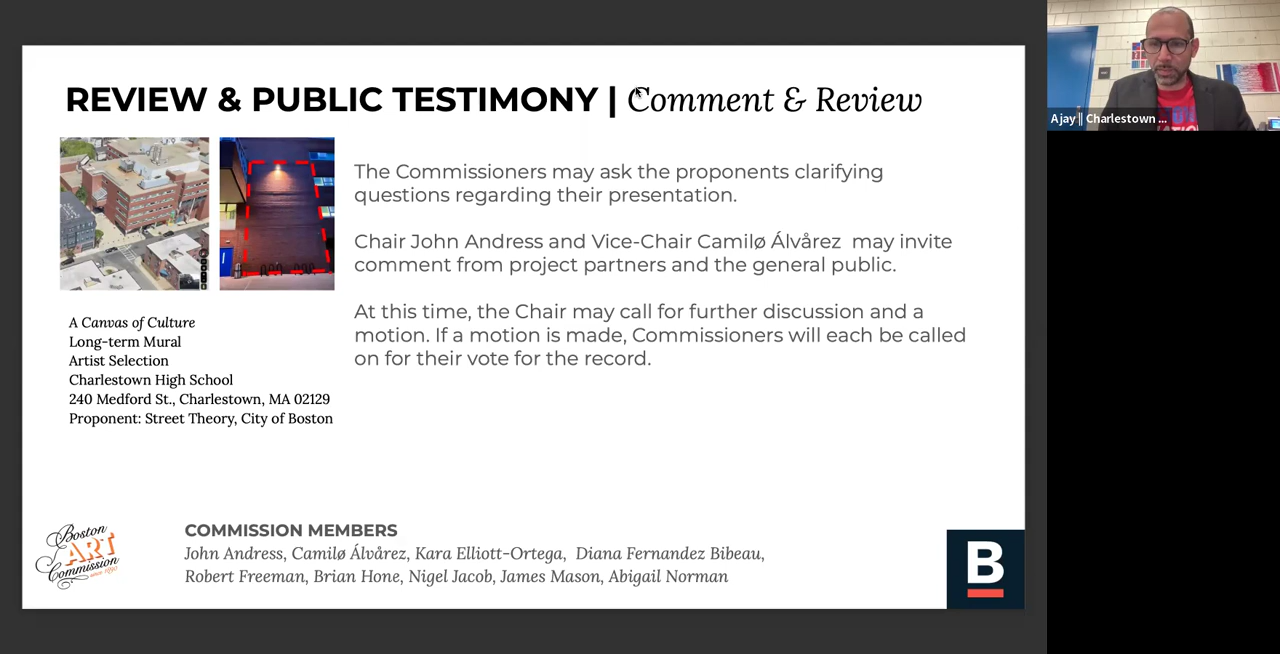 REVIEW & PUBLIC TESTIMONY | Comment & Review
The Commissioners may ask the proponents clarifying
questions regarding their presentation.
Chair John Andress and Vice-Chair Camilø Álvårez may invite
comment from project partners and the general public.
At this time, the Chair may call for further discussion and a
motion. If a motion is made, Commissioners will each be called
on for their vote for the record.
A Canvas of Culture
Long-term Mural
Artist Selection
Charlestown High School
240 Medford St., Charlestown, MA 02129
Proponent: Street Theory, City of Boston
Boston
ART
Commission
since 1890
COMMISSION MEMBERS
John Andress, Camilø Álvårez, Kara Elliott-Ortega, Diana Fernandez Bibeau,
Robert Freeman, Brian Hone, Nigel Jacob, James Mason, Abigail Norman
B
Ajay || Charlestown ...